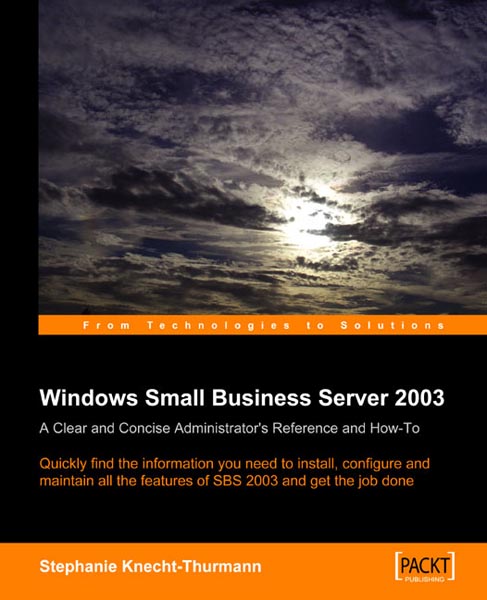 From Technologies to Solutions
Windows Small Business Server 2003
A Clear and Concise Administrator's Reference and How-To
Quickly find the information you need to install, configure and
maintain all the features of SBS 2003 and get the job done
Stephanie Knecht-Thurmann
[PACKT]
PUBLISHING